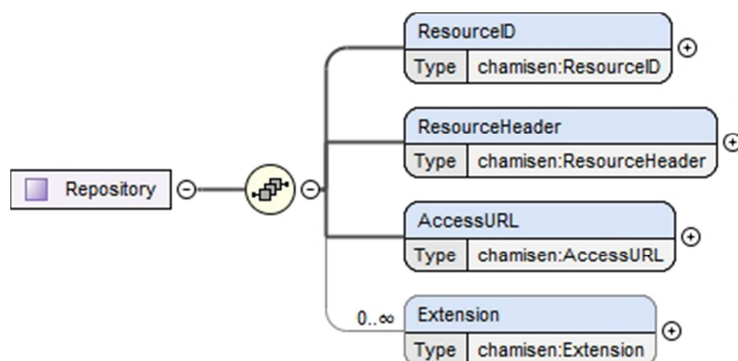 ResourceID
Type chamisen:ResourceID
ResourceHeader
Type chamisen:ResourceHeader
Repository
AccessURL
Type chamisen:AccessURL
0..∞
Extension
Type chamisen:Extension